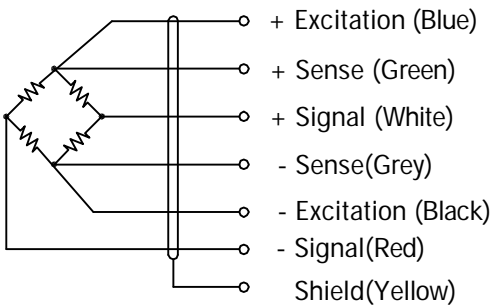 + Excitation (Blue)
+ Sense (Green)
+ Signal (White)
- Sense(Grey)
- Excitation (Black)
- Signal(Red)
Shield(Yellow)